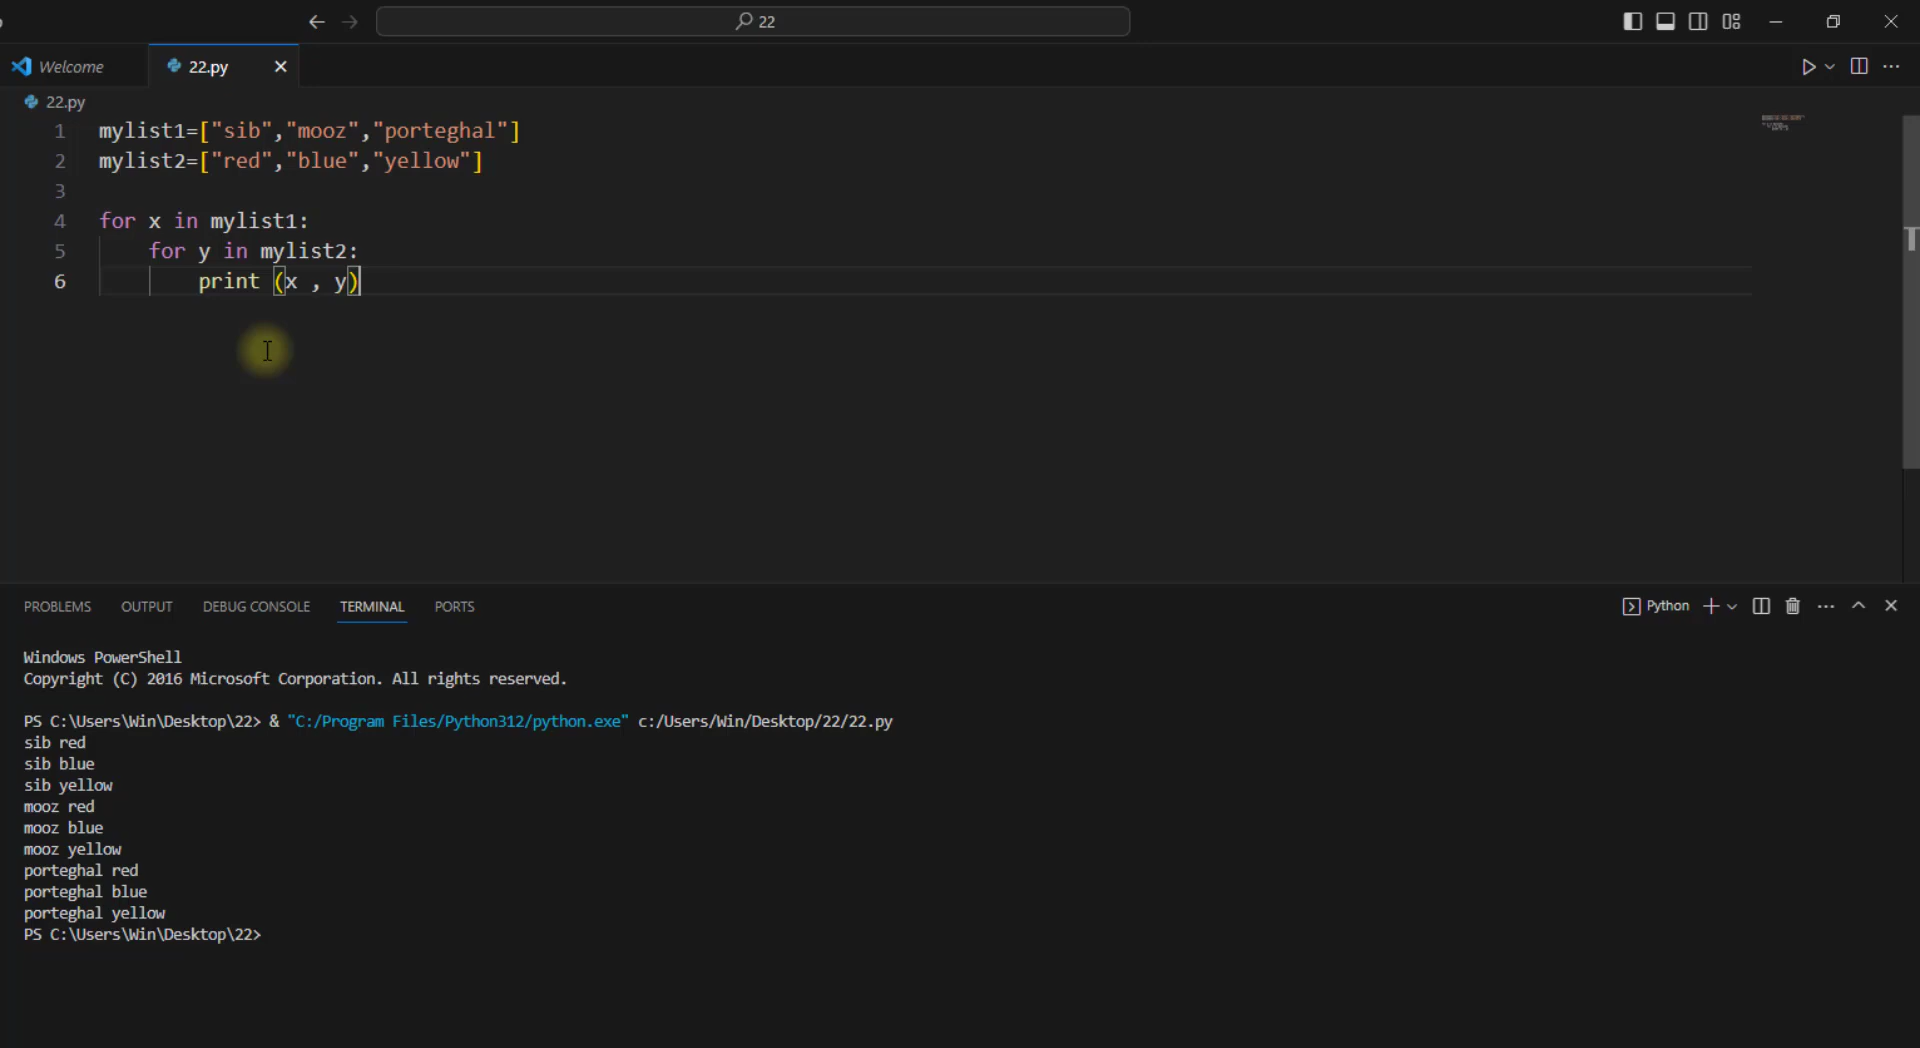 22
Welcome
22.py
22.py
1 mylist1=["sib","mooz","porteghal"]
2 mylist2=["red","blue","yellow"]
3
4 for x in mylist1:
5     for y in mylist2:
6         print (x , y)
PROBLEMS OUTPUT DEBUG CONSOLE TERMINAL PORTS
Python
Windows PowerShell
Copyright (C) 2016 Microsoft Corporation. All rights reserved.
PS C:\Users\Win\Desktop\22> & "C:/Program Files/Python312/python.exe" c:/Users/Win/Desktop/22/22.py
sib red
sib blue
sib yellow
mooz red
mooz blue
mooz yellow
porteghal red
porteghal blue
porteghal yellow
PS C:\Users\Win\Desktop\22>